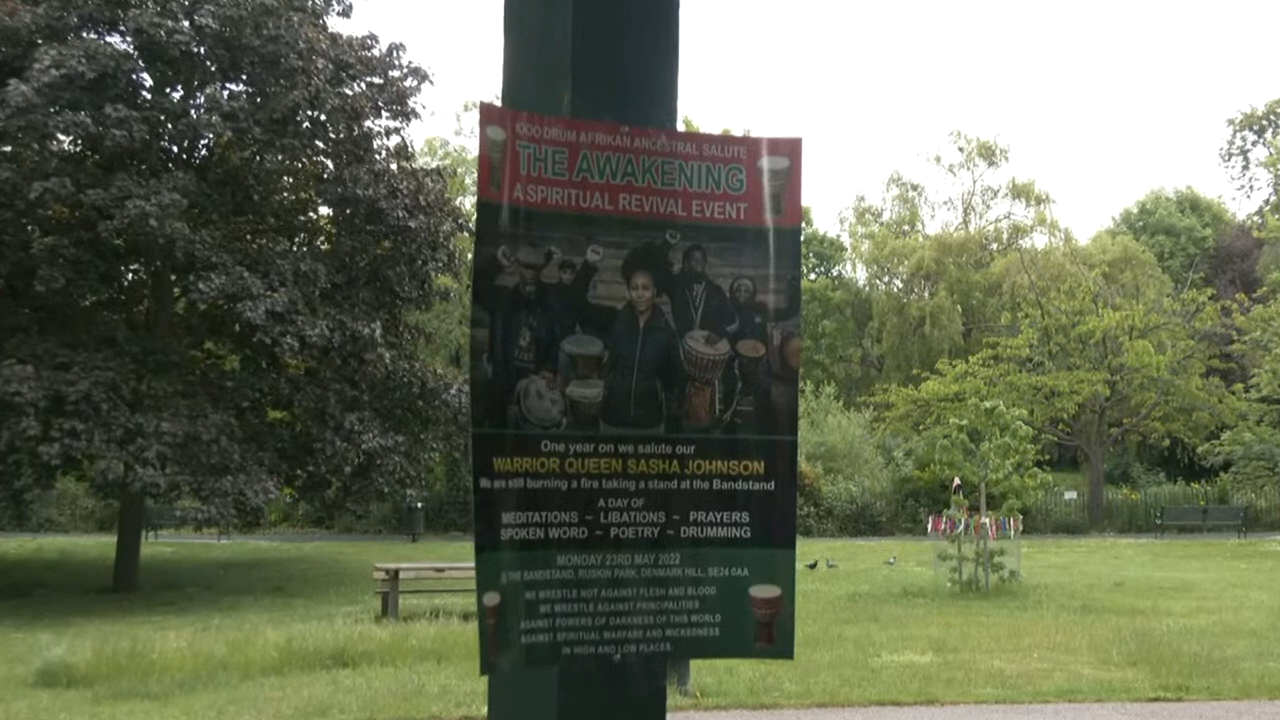 1000 DRUM AFRIKAN ANCESTRAL SALUTE
THE AWAKENING
A SPIRITUAL REVIVAL EVENT
One year on we salute our
WARRIOR QUEEN SASHA JOHNSON
We are still burning a fire taking a stand at the Bandstand
A DAY OF
MEDITATIONS ~ LIBATIONS ~ PRAYERS
SPOKEN WORD ~ POETRY ~ DRUMMING
MONDAY 23RD MAY 2022
@ THE BANDSTAND, RUSKIN PARK, DENMARK HILL, SE24 0AA
WE WRESTLE NOT AGAINST FLESH AND BLOOD
WE WRESTLE AGAINST PRINCIPALITIES
AGAINST POWERS OF DARKNESS OF THIS WORLD
AGAINST SPIRITUAL WARFARE AND WICKEDNESS
IN HIGH AND LOW PLACES